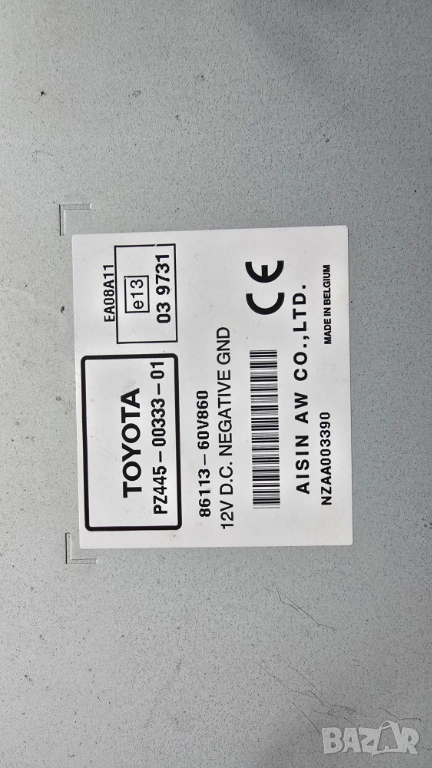 TOYOTA
PZ445-00333-01
EA08A11
e13
03 9731
86113-60V860
12V D.C. NEGATIVE GND
CE
AISIN AW CO.,LTD.
NZAA003390
MADE IN BELGIUM
BAZAR